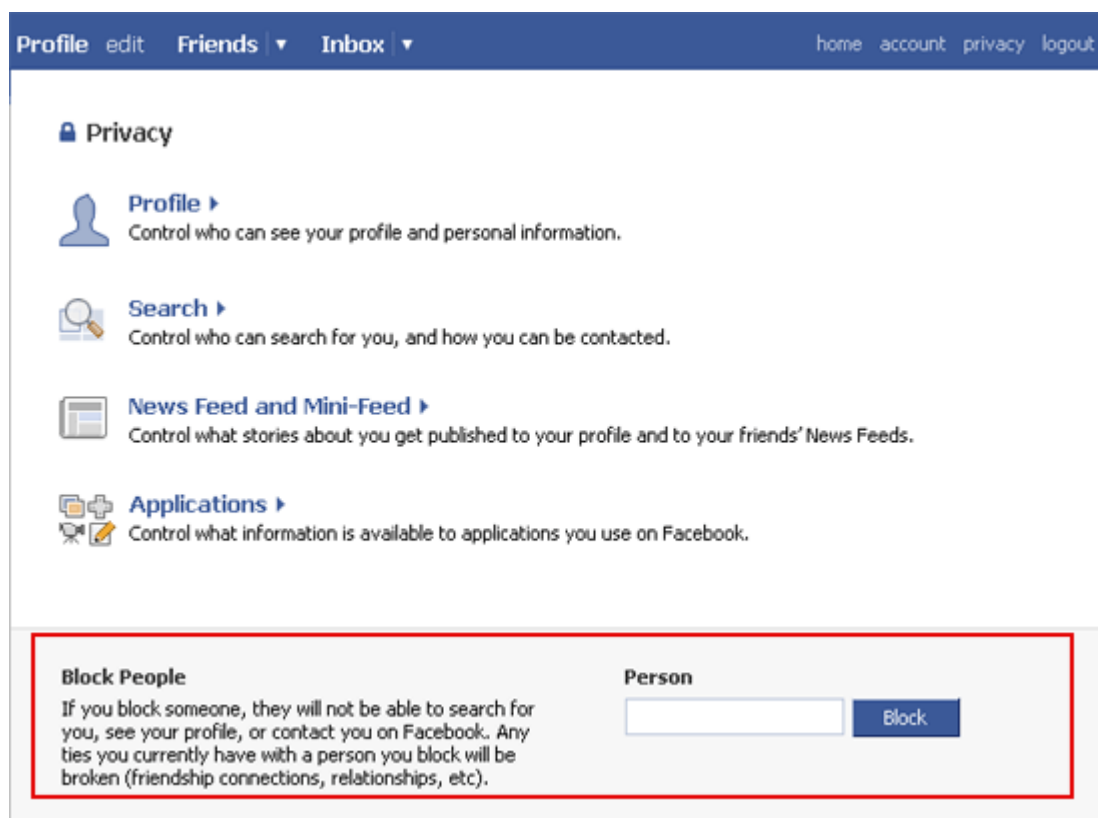 Profile edit Friends Inbox home account privacy logout
Privacy
Profile
Control who can see your profile and personal information.
Search
Control who can search for you, and how you can be contacted.
News Feed and Mini-Feed
Control what stories about you get published to your profile and to your friends' News Feeds.
Applications
Control what information is available to applications you use on Facebook.
Block People
If you block someone, they will not be able to search for
you, see your profile, or contact you on Facebook. Any
ties you currently have with a person you block will be
broken (friendship connections, relationships, etc).
Person
Block